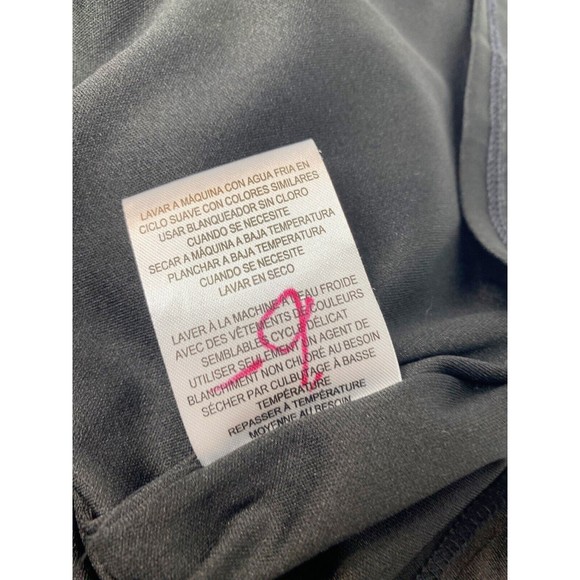 LAVAR A MÁQUINA CON AGUA FRIA EN
CICLO SUAVE CON COLORES SIMILARES
USAR BLANQUEADOR SIN CLORO
CUANDO SE NECESITE
SECAR A MÁQUINA A BAJA TEMPERATURA
PLANCHAR A BAJA TEMPERATURA
CUANDO SE NECESITE
LAVAR EN SECO
LAVER À LA MACHINE À L'EAU FROIDE
AVEC DES VÊTEMENTS DE COULEURS
SEMBLABLES CYCLE DÉLICAT
UTILISER SEULEMENT UN AGENT DE
BLANCHIMENT NON CHLORÉ AU BESOIN
SÉCHER PAR CULBUTAGE À BASSE
TEMPÉRATURE
REPASSER À TEMPÉRATURE
MOYENNE AU BESOIN